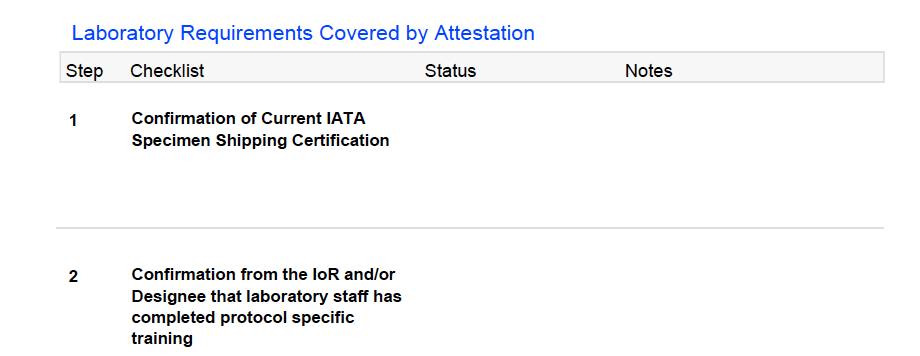 Laboratory Requirements Covered by Attestation
Step Checklist Status Notes
1 Confirmation of Current IATA
Specimen Shipping Certification
2 Confirmation from the IoR and/or
Designee that laboratory staff has
completed protocol specific
training